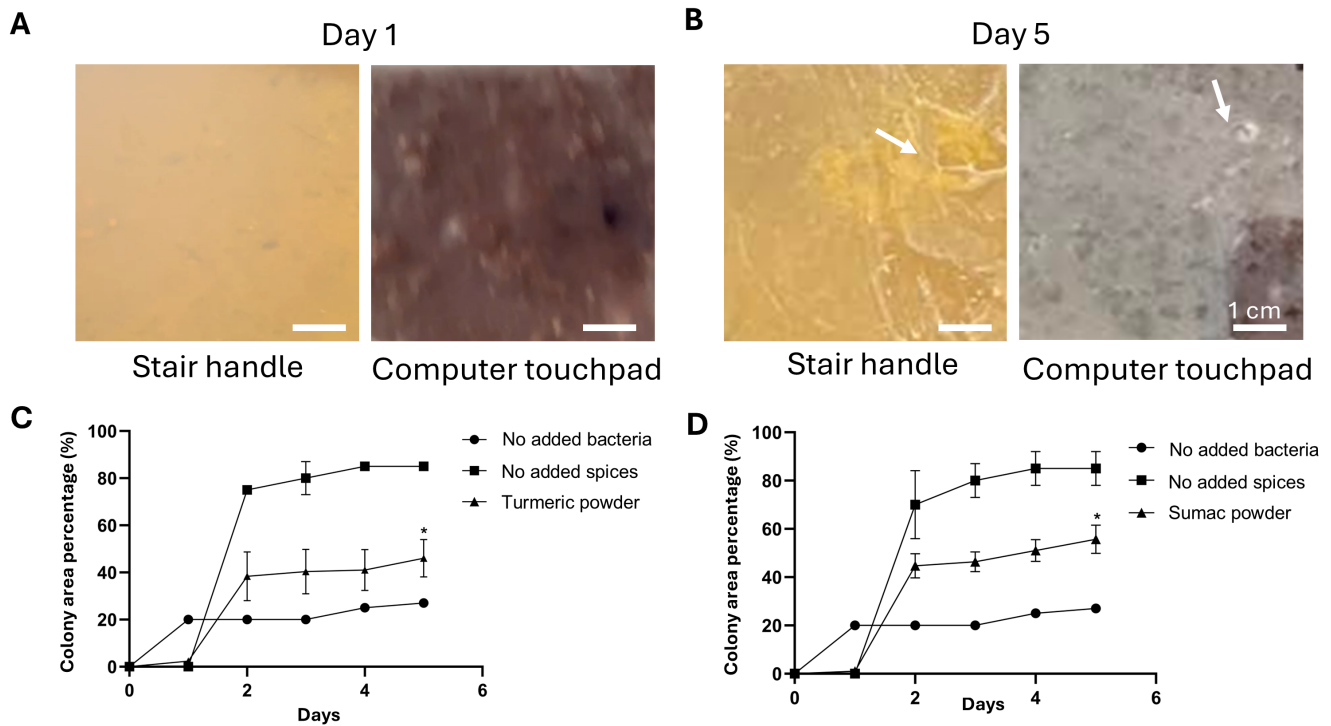 A
Day 1
Stair handle
Computer touchpad
B
Day 5
1 cm
Stair handle
Computer touchpad
C
Colony area percentage (%)
100
80
60
40
20
0
0
2
4
6
Days
No added bacteria
No added spices
Turmeric powder
*
D
Colony area percentage (%)
100
80
60
40
20
0
0
2
4
6
Days
No added bacteria
No added spices
Sumac powder
*